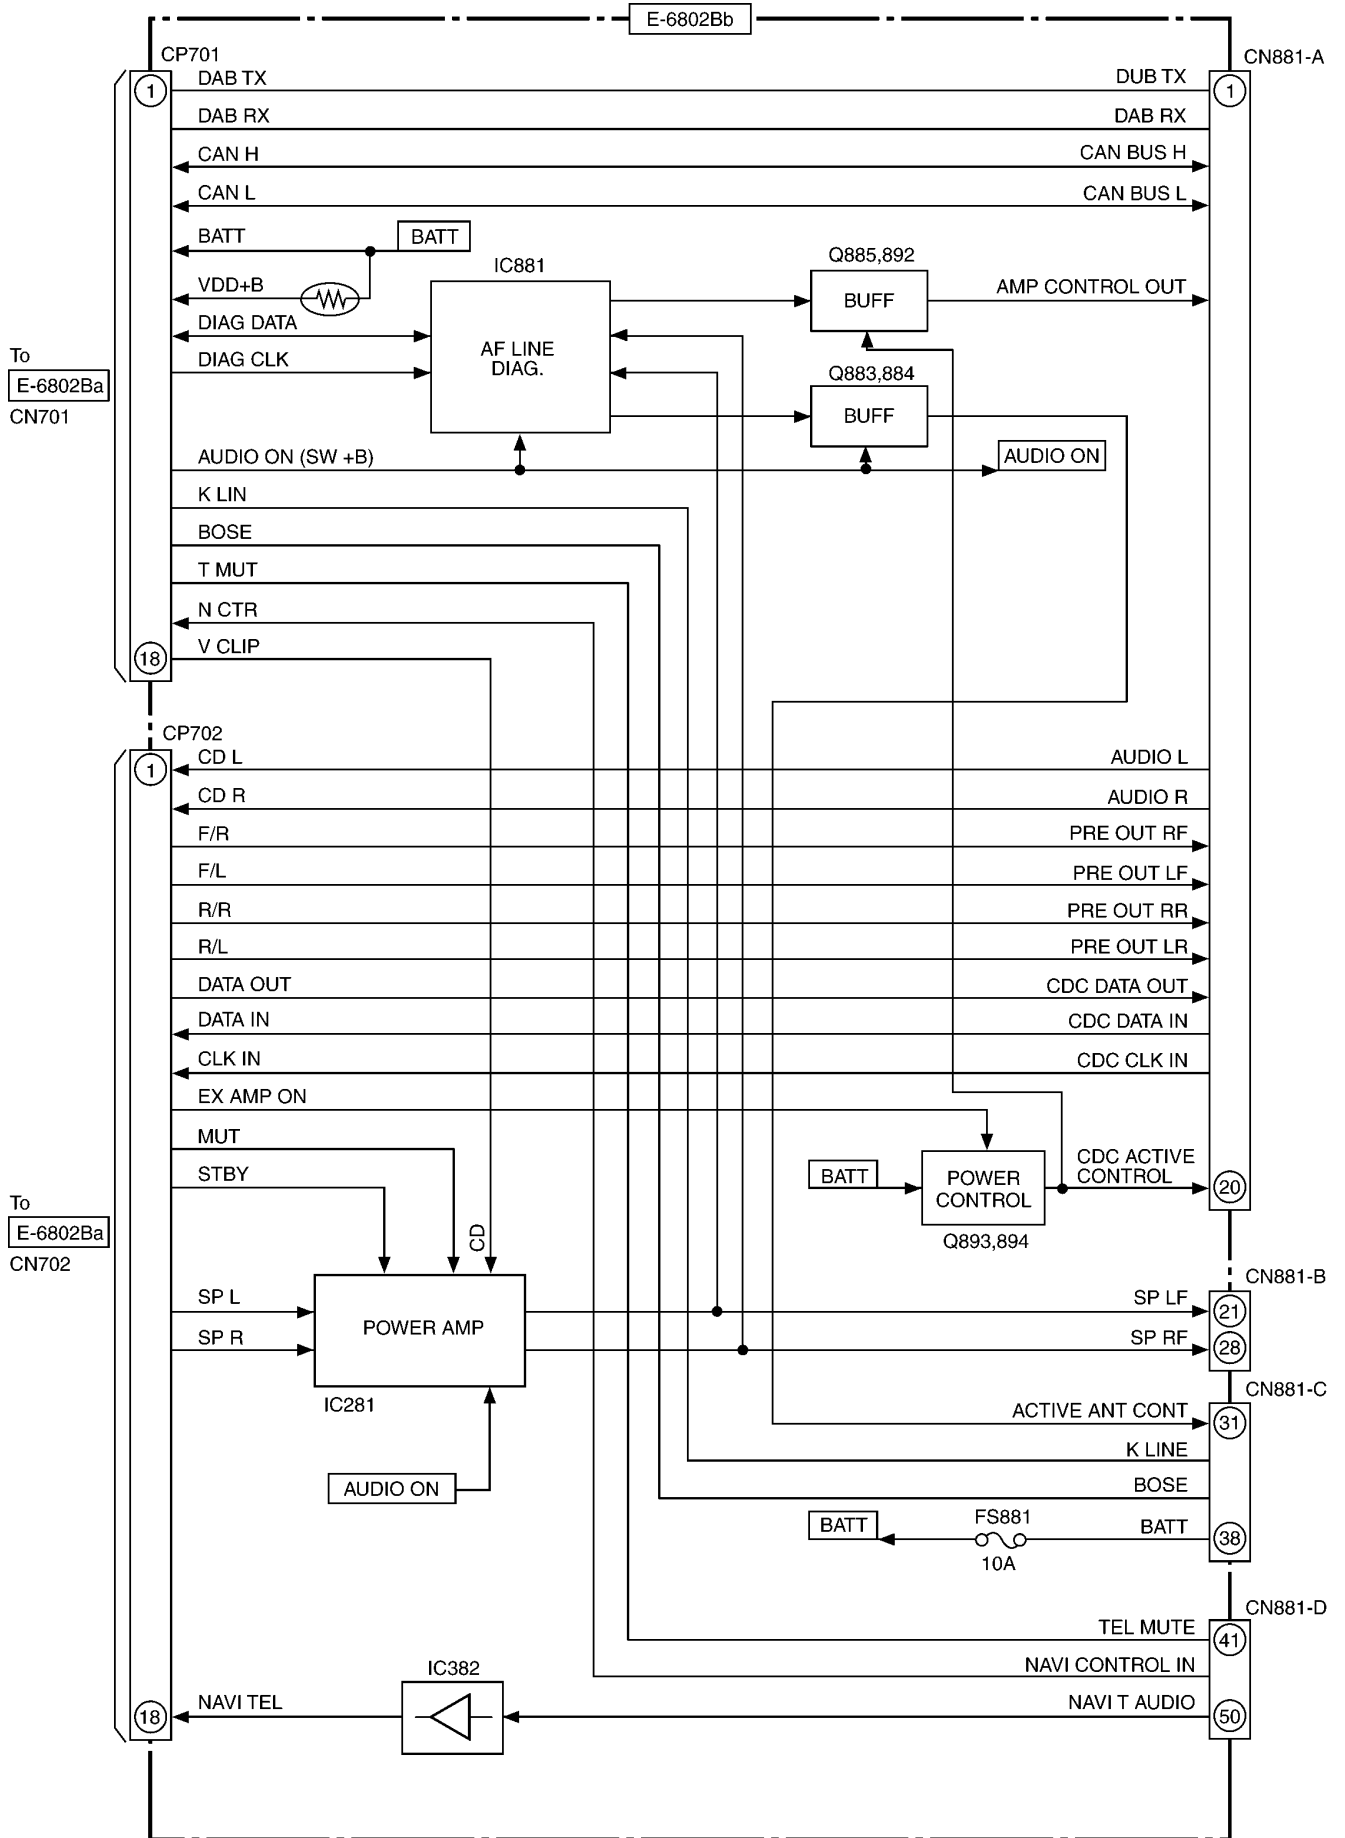 E-6802Bb
CP701
CN881-A
1
DAB TX
DUB TX
1
DAB RX
DAB RX
CAN H
CAN BUS H
CAN L
CAN BUS L
BATT
BATT
Q885,892
IC881
VDD+B
BUFF
AMP CONTROL OUT
DIAG DATA
AF LINE
DIAG.
To
E-6802Ba
CN701
DIAG CLK
Q883,884
BUFF
AUDIO ON (SW +B)
AUDIO ON
K LIN
BOSE
T MUT
N CTR
V CLIP
18
CP702
1
CD L
AUDIO L
CD R
AUDIO R
F/R
PRE OUT RF
F/L
PRE OUT LF
R/R
PRE OUT RR
R/L
PRE OUT LR
DATA OUT
CDC DATA OUT
DATA IN
CDC DATA IN
CLK IN
CDC CLK IN
EX AMP ON
MUT
STBY
BATT
POWER
CONTROL
CDC ACTIVE
CONTROL
20
To
E-6802Ba
CN702
CD
Q893,894
CN881-B
SP L
SP LF
21
POWER AMP
SP R
SP RF
28
IC281
CN881-C
ACTIVE ANT CONT
31
K LINE
AUDIO ON
BOSE
BATT
FS881
10A
BATT
38
CN881-D
TEL MUTE
41
IC382
NAVI CONTROL IN
18
NAVI TEL
NAVI T AUDIO
50